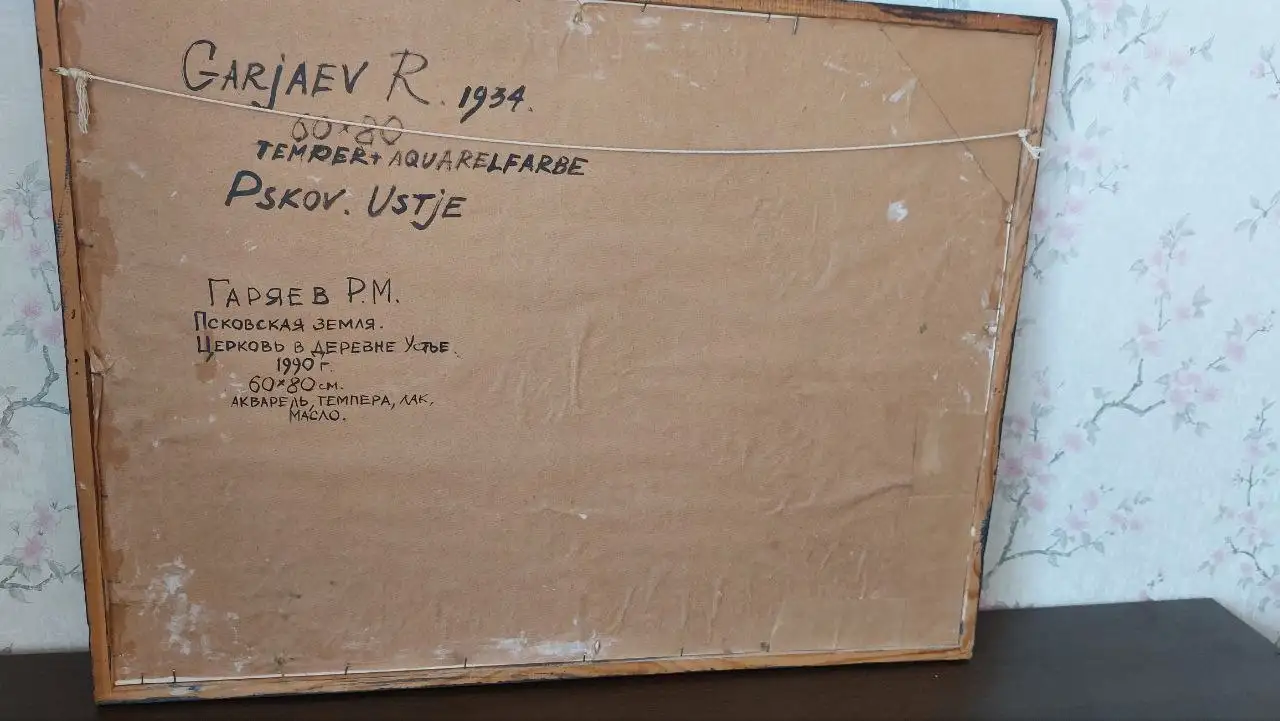 GARjAEV R. 1934.
60×80
TEMPER+ AQUARELFARBE
PSKOV. USTjE
ГАРЯЕВ Р.М.
ПСКОВСКАЯ ЗЕМЛЯ.
ЦЕРКОВЬ В ДЕРЕВНЕ УСТЬЕ.
1990 г.
60×80 см.
АКВАРЕЛЬ, ТЕМПЕРА, ЛАК,
МАСЛО.